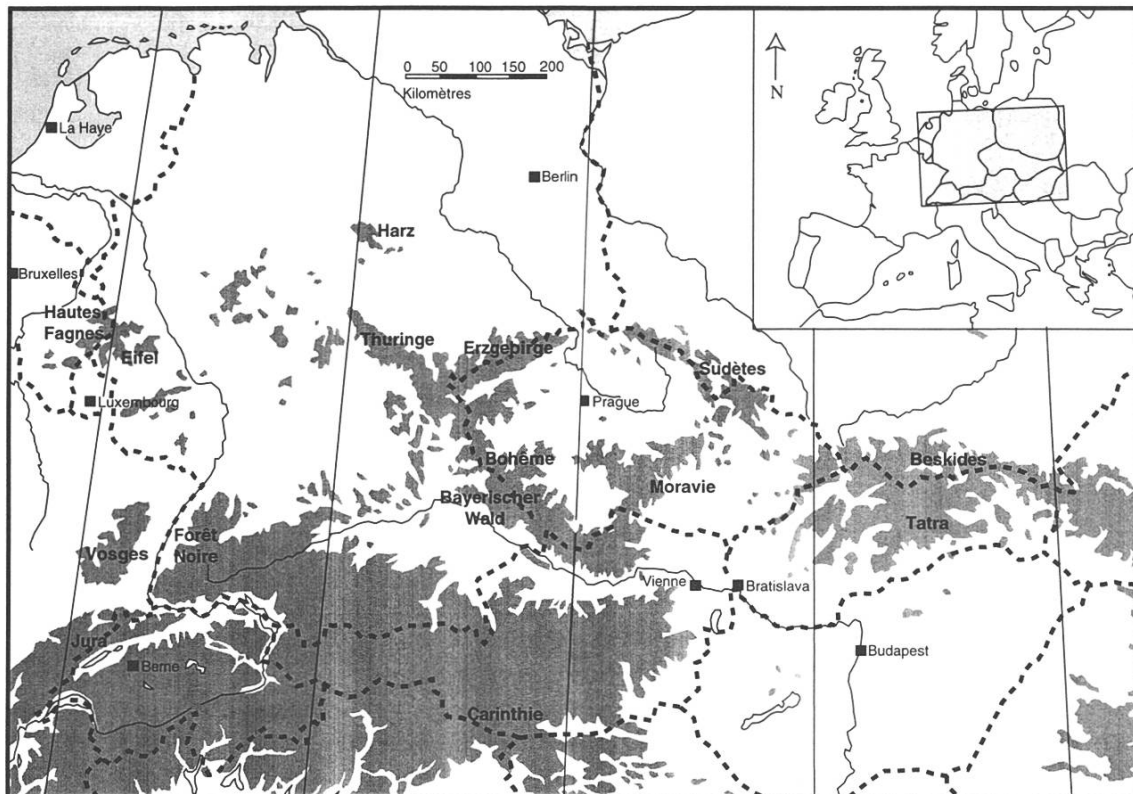 0 50 100 150 200
Kilomètres
N
La Haye
Berlin
Harz
Bruxelles
Hautes
Fagnes
Eifel
Thuringe
Erzgepirge
Sudètes
Luxembourg
Prague
Bohême
Moravie
Beskides
Bayerischer
Wald
Tatra
Vosges
Forêt
Noire
Vienne
Bratislava
Jura
Berne
Budapest
Carinthie